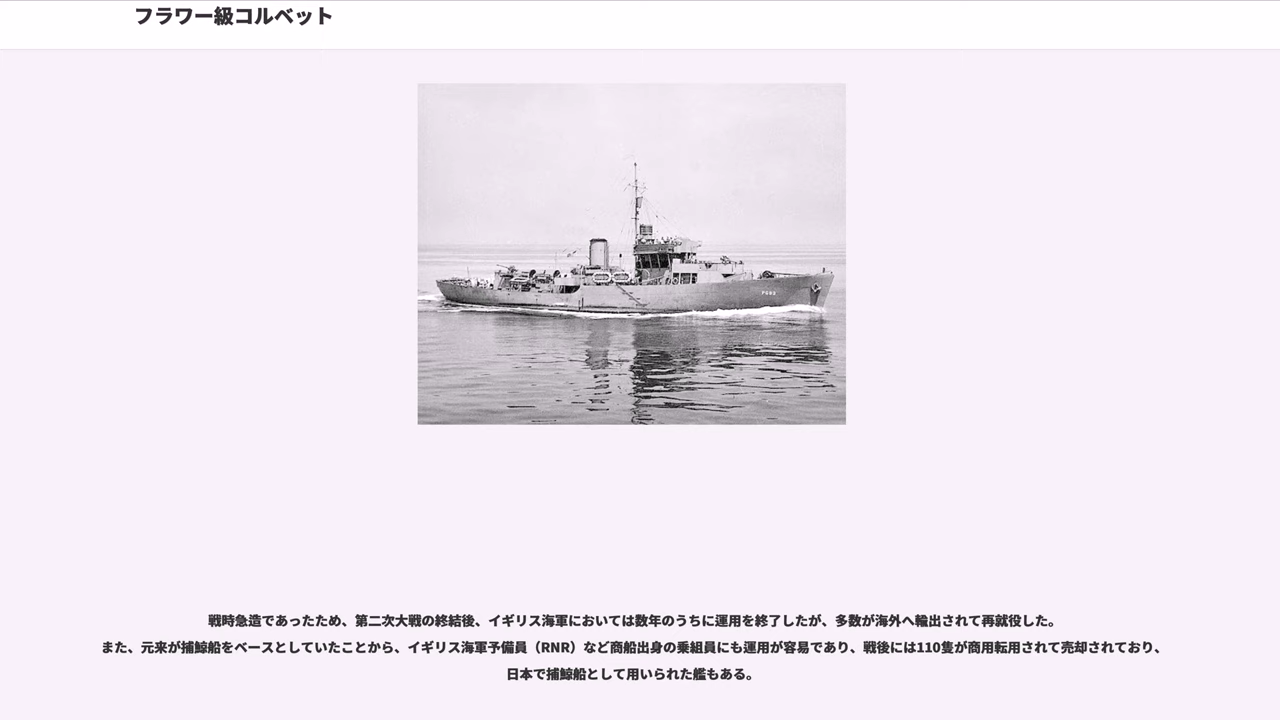 フラワー級コルベット
戦時急造であったため、第二次大戦の終結後、イギリス海軍においては数年のうちに運用を終了したが、多数が海外へ輸出されて再就役した。
また、元来が捕鯨船をベースとしていたことから、イギリス海軍予備員（RNR）など商船出身の乗組員にも運用が容易であり、戦後には110隻が商用転用されて売却されており、
日本で捕鯨船として用いられた艦もある。